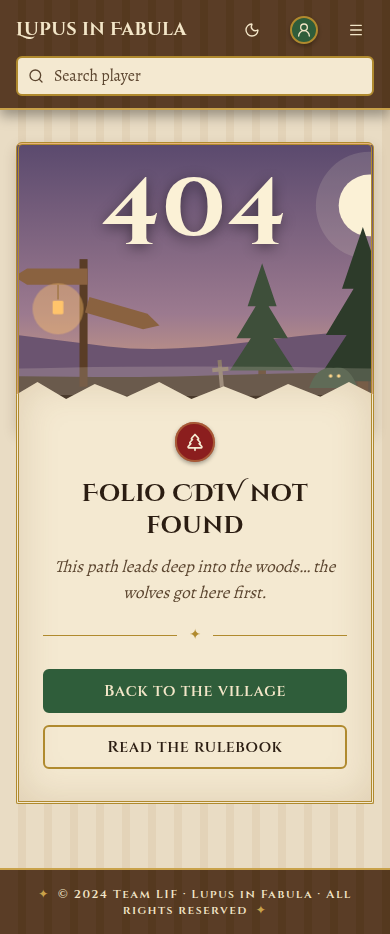 Lupus in Fabula
Search player
404
Folio CDIV not
found
This path leads deep into the woods... the
wolves got here first.
Back to the village
Read the rulebook
© 2024 Team LIF · Lupus in Fabula · All
rights reserved